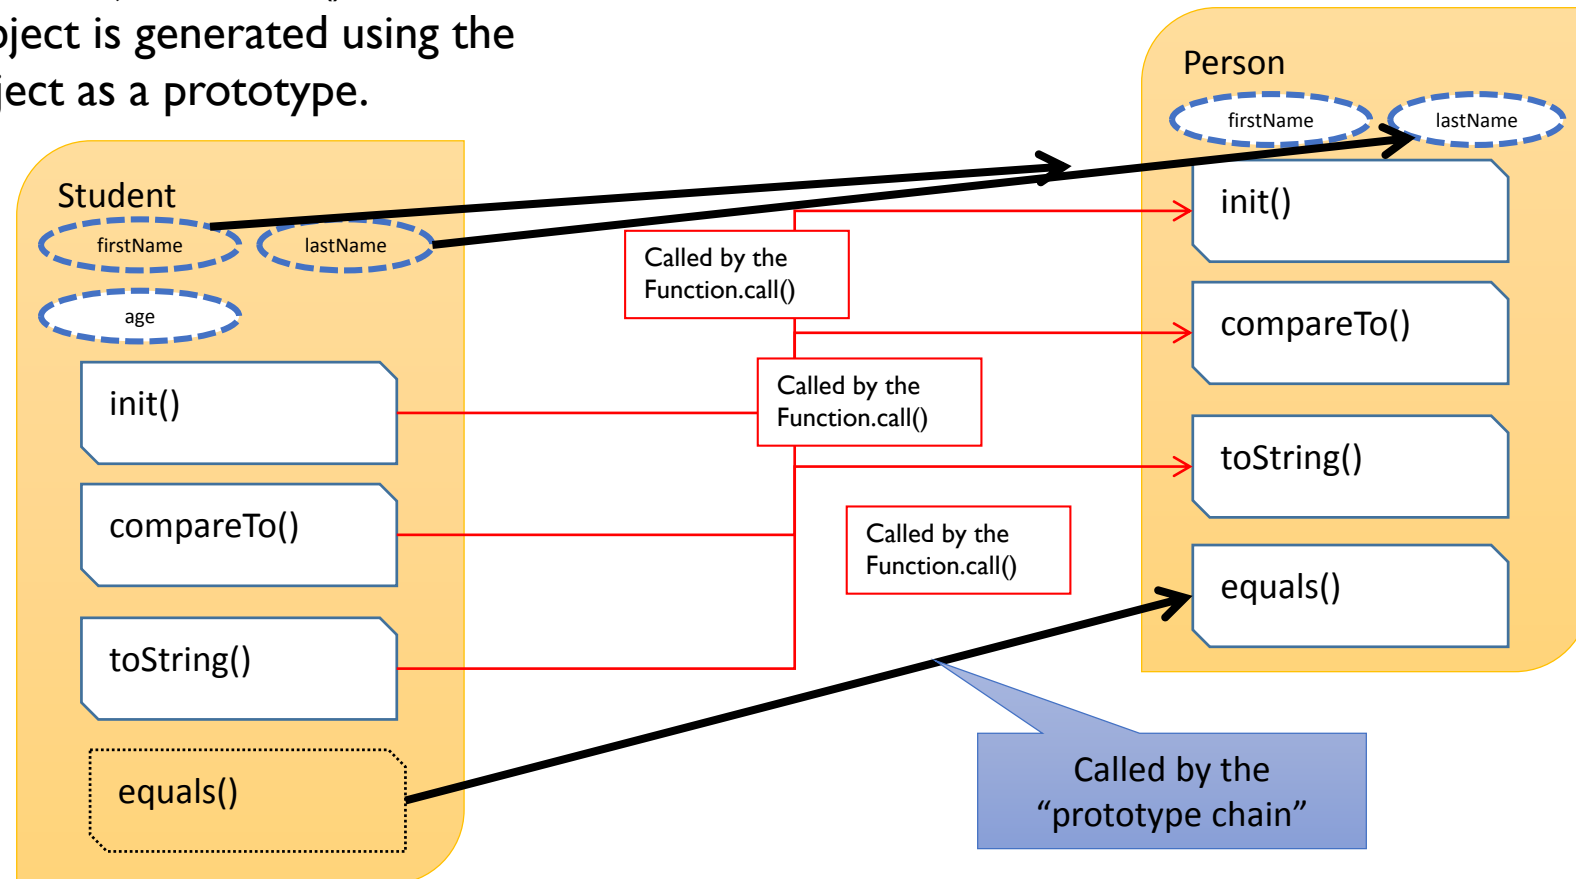 object is generated using the
object as a prototype.
Student
firstName
lastName
age
init()
compareTo()
toString()
equals()
Called by the
Function.call()
Called by the
Function.call()
Called by the
Function.call()
Called by the
“prototype chain”
Person
firstName
lastName
init()
compareTo()
toString()
equals()